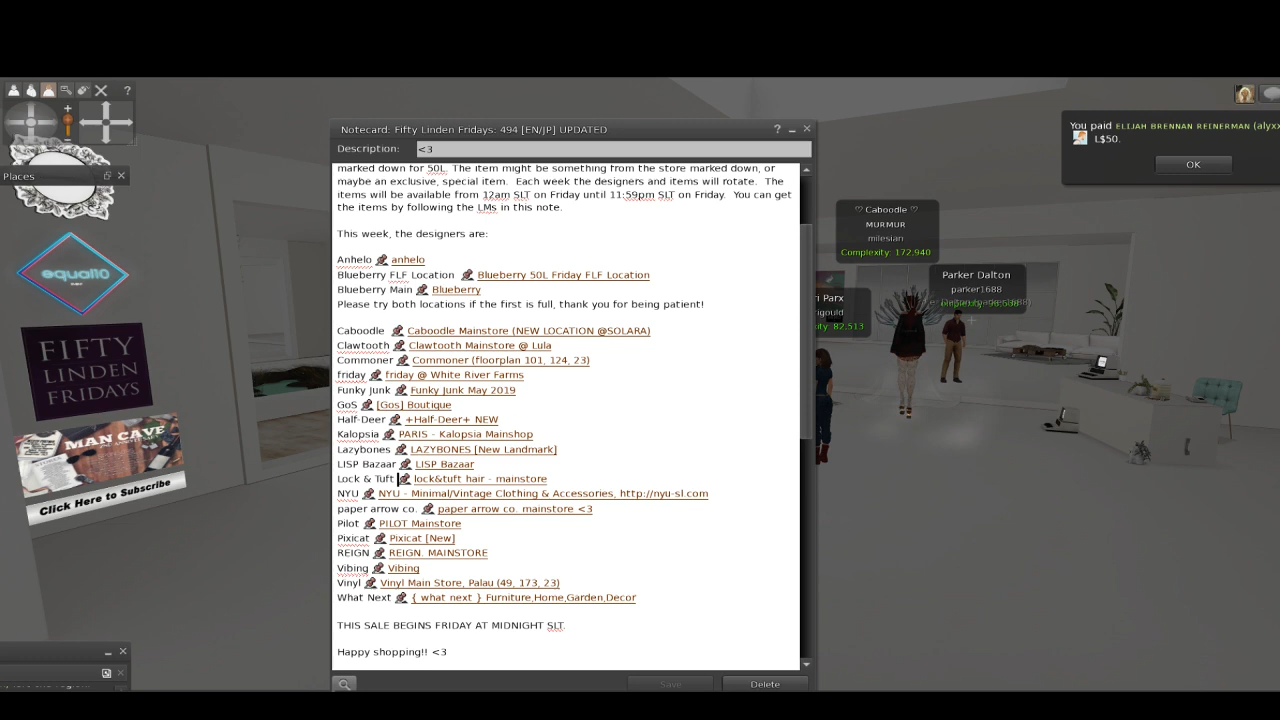 ?
Places
equal10
FIFTY
LINDEN
FRIDAYS
MAN CAVE
Click Here to Subscribe
Notecard: Fifty Linden Fridays: 494 [EN/JP] UPDATED
?
Description:
<3
marked down for 50L. The item might be something from the store marked down, or
maybe an exclusive, special item.  Each week the designers and items will rotate.  The
items will be available from 12am SLT on Friday until 11:59pm SLT on Friday.  You can get
the items by following the LMs in this note.
This week, the designers are:
Anhelo anhelo
Blueberry FLF Location Blueberry 50L Friday FLF Location
Blueberry Main Blueberry
Please try both locations if the first is full, thank you for being patient!
Caboodle Caboodle Mainstore (NEW LOCATION @SOLARA)
Clawtooth Clawtooth Mainstore @ Lula
Commoner Commoner (floorplan 101, 124, 23)
friday friday @ White River Farms
Funky Junk Funky Junk May 2019
GoS [Gos] Boutique
Half-Deer +Half-Deer+ NEW
Kalopsia PARIS - Kalopsia Mainshop
Lazybones LAZYBONES [New Landmark]
LISP Bazaar LISP Bazaar
Lock & Tuft lock&tuft hair - mainstore
NYU NYU - Minimal/Vintage Clothing & Accessories, http://nyu-sl.com
paper arrow co. paper arrow co. mainstore <3
Pilot PILOT Mainstore
Pixicat Pixicat [New]
REIGN REIGN. MAINSTORE
Vibing Vibing
Vinyl Vinyl Main Store, Palau (49, 173, 23)
What Next { what next } Furniture,Home,Garden,Decor
THIS SALE BEGINS FRIDAY AT MIDNIGHT SLT.
Happy shopping!! <3
Save
Delete
You paid ELIJAH BRENNAN REINERMAN (alyxx
L$50.
OK
♡ Caboodle ♡
MURMUR
milesian
Complexity: 172,940
Parker Dalton
parker1688
ri Parx
rigould
ity: 82,513